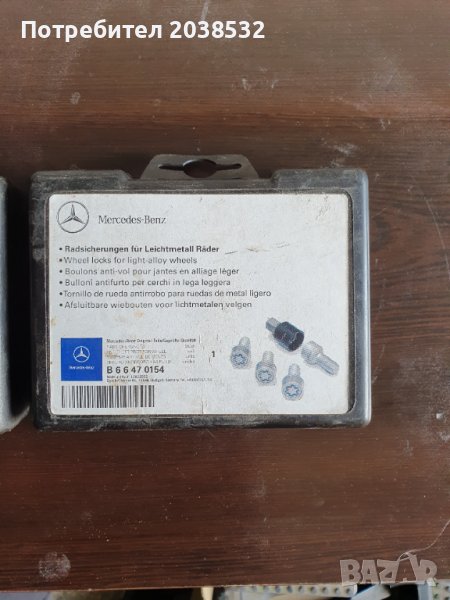 Потребител 2038532
Mercedes-Benz
• Radsicherungen für Leichtmetall Räder
• Wheel locks for light-alloy wheels
• Boulons anti-vol pour jantes en alliage léger
• Bulloni antifurto per cerchi in lega leggera
• Tornillo de rueda antirrobo para ruedas de metal ligero
• Afsluitbare wielbouten voor lichtmetalen velgen
Mercedes-Benz
1
B 6 6 47 0154
BAZAR